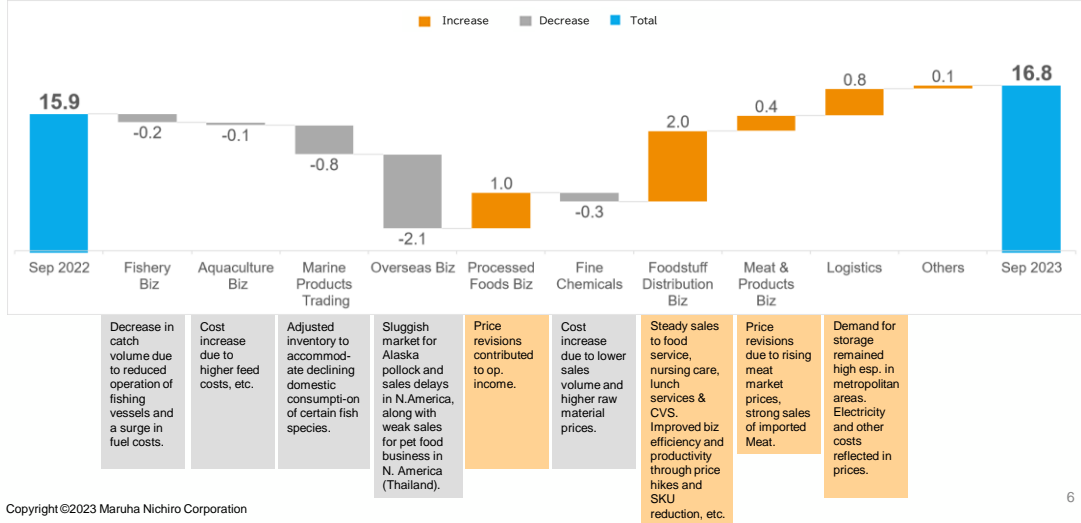 Increase Decrease Total
15.9
-0.2
-0.1
-0.8
-2.1
1.0
-0.3
2.0
0.4
0.8
0.1
16.8
Sep 2022
Fishery
Biz
Aquaculture
Biz
Marine
Products
Trading
Overseas Biz
Processed
Foods Biz
Fine
Chemicals
Foodstuff
Distribution
Biz
Meat &
Products
Biz
Logistics
Others
Sep 2023
Decrease in
catch
volume due
to reduced
operation of
fishing
vessels and
a surge in
fuel costs.
Cost
increase
due to
higher feed
costs, etc.
Adjusted
inventory to
accommod-
ate declining
domestic
consumpti-on
of certain fish
species.
Sluggish
market for
Alaska
pollock and
sales delays
in N.America,
along with
weak sales
for pet food
business in
N. America
(Thailand).
Price
revisions
contributed
to op.
income.
Cost
increase
due to lower
sales
volume and
higher raw
material
prices.
Steady sales
to food
service,
nursing care,
lunch
services &
CVS.
Improved biz
efficiency and
productivity
through price
hikes and
SKU
reduction, etc.
Price
revisions
due to rising
meat
market
prices,
strong sales
of imported
Meat.
Demand for
storage
remained
high esp. in
metropolitan
areas.
Electricity
and other
costs
reflected in
prices.
Copyright ©2023 Maruha Nichiro Corporation
6